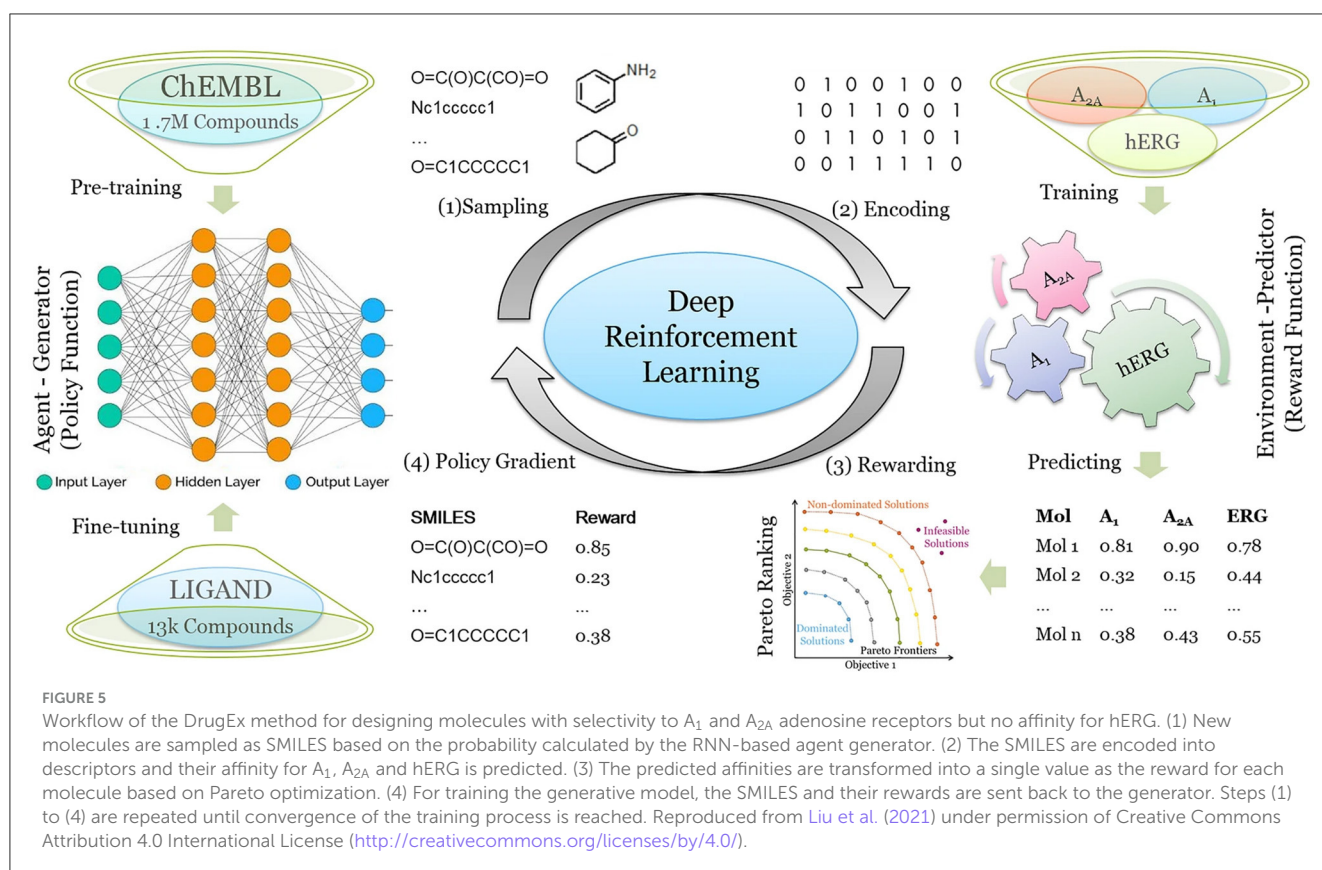 ChEMBL
1 .7M Compounds
Pre-training
Agent - Generator
(Policy Function)
Input Layer
Hidden Layer
Output Layer
Fine-tuning
LIGAND
13k Compounds
O=C(O)C(CO)=O
Nc1ccccc1
...
O=C1CCCCC1
NH2
O
(1)Sampling
0 1 0 0 1 0 0
1 0 1 1 0 0 1
0 1 1 0 1 0 1
0 0 1 1 1 1 0
(2) Encoding
Deep
Reinforcement
Learning
(4) Policy Gradient
(3) Rewarding
SMILES Reward
O=C(O)C(CO)=O 0.85
Nc1ccccc1 0.23
... ...
O=C1CCCCC1 0.38
A2A
A1
hERG
Training
A2A
A1
hERG
Environment -Predictor
(Reward Function)
Predicting
Mol A1 A2A ERG
Mol 1 0.81 0.90 0.78
Mol 2 0.32 0.15 0.44
... ... ... ...
Mol n 0.38 0.43 0.55
Pareto Ranking
Objective 2
Non-dominated Solutions
Infeasible
Solutions
Dominated
Solutions
Pareto Frontiers
Objective 1
FIGURE 5
Workflow of the DrugEx method for designing molecules with selectivity to A1 and A2A adenosine receptors but no affinity for hERG. (1) New
molecules are sampled as SMILES based on the probability calculated by the RNN-based agent generator. (2) The SMILES are encoded into
descriptors and their affinity for A1, A2A and hERG is predicted. (3) The predicted affinities are transformed into a single value as the reward for each
molecule based on Pareto optimization. (4) For training the generative model, the SMILES and their rewards are sent back to the generator. Steps (1)
to (4) are repeated until convergence of the training process is reached. Reproduced from Liu et al. (2021) under permission of Creative Commons
Attribution 4.0 International License (http://creativecommons.org/licenses/by/4.0/).